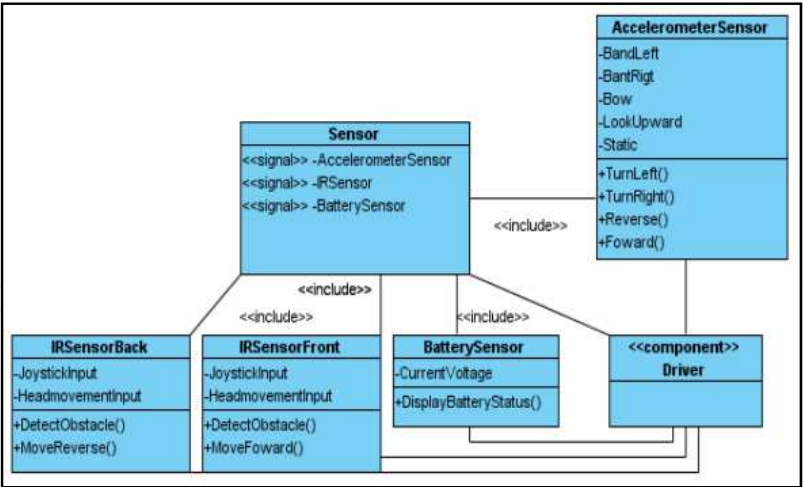 AccelerometerSensor
-BandLeft
-BantRigt
-Bow
-LookUpward
-Static
+TurnLeft()
+TurnRight()
+Reverse()
+Foward()
Sensor
<<signal>> -AccelerometerSensor
<<signal>> -IRSensor
<<signal>> -BatterySensor
<<include>>
<<include>>
<<include>>
<<include>>
IRSensorBack
-JoystickInput
-HeadmovementInput
+DetectObstacle()
+MoveReverse()
IRSensorFront
-JoystickInput
-HeadmovementInput
+DetectObstacle()
+MoveFoward()
BatterySensor
-CurrentVoltage
+DisplayBatteryStatus()
<<component>>
Driver